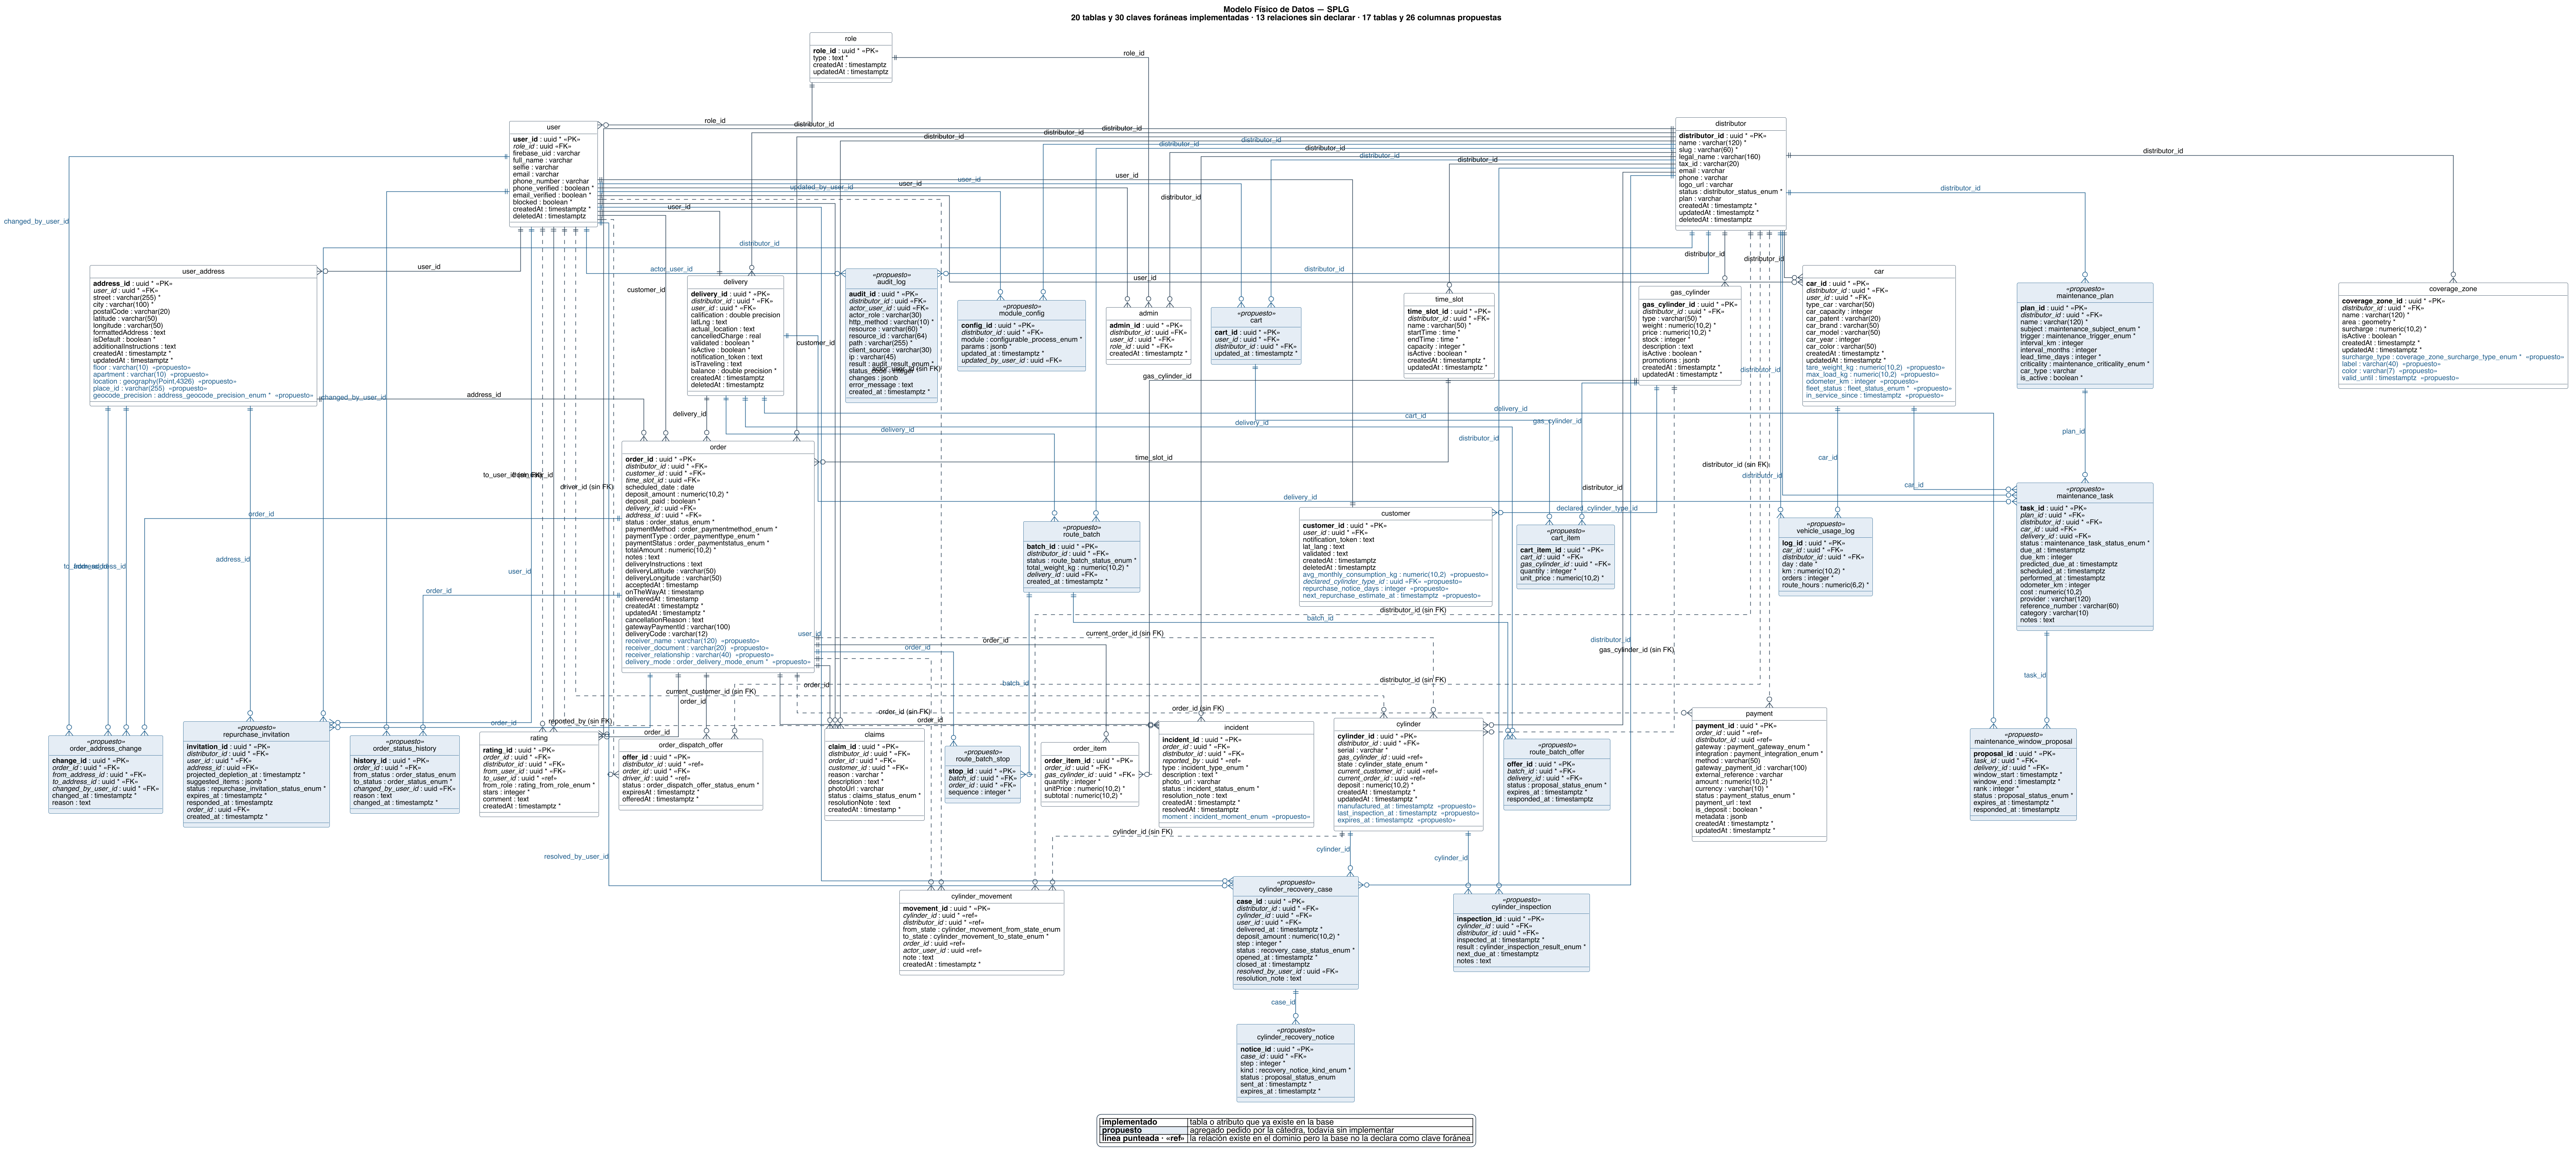 Modelo Físico de Datos — SPLG
20 tablas y 30 claves foráneas implementadas · 13 relaciones sin declarar · 17 tablas y 26 columnas propuestas
role
role_id : uuid * «PK»
type : text *
createdAt : timestamptz
updatedAt : timestamptz
user
user_id : uuid * «PK»
role_id : uuid «FK»
firebase_uid : varchar
full_name : varchar
selfie : varchar
email : varchar
phone_number : varchar
phone_verified : boolean *
email_verified : boolean *
blocked : boolean *
createdAt : timestamptz *
deletedAt : timestamptz
distributor
distributor_id : uuid * «PK»
name : varchar(120) *
slug : varchar(60) *
legal_name : varchar(160)
tax_id : varchar(20)
email : varchar
phone : varchar
logo_url : varchar
status : distributor_status_enum *
plan : varchar
createdAt : timestamptz *
updatedAt : timestamptz *
deletedAt : timestamptz
user_address
address_id : uuid * «PK»
user_id : uuid * «FK»
street : varchar(255) *
city : varchar(100) *
postalCode : varchar(20)
latitude : varchar(50)
longitude : varchar(50)
formattedAddress : text
isDefault : boolean *
additionalInstructions : text
createdAt : timestamptz *
updatedAt : timestamptz *
floor : varchar(10) «propuesto»
apartment : varchar(10) «propuesto»
location : geography(Point,4326) «propuesto»
place_id : varchar(255) «propuesto»
geocode_precision : address_geocode_precision_enum * «propuesto»
delivery
delivery_id : uuid * «PK»
distributor_id : uuid * «FK»
user_id : uuid * «FK»
calification : double precision
latLng : text
actual_location : text
validated : boolean *
cancelledCharge : real
isActive : boolean *
notification_token : text
isTraveling : text
balance : double precision *
createdAt : timestamptz
deletedAt : timestamptz
«propuesto»
audit_log
audit_id : uuid * «PK»
distributor_id : uuid «FK»
actor_user_id : uuid «FK»
actor_role : varchar(30)
http_method : varchar(10) *
resource : varchar(60) *
resource_id : varchar(64)
path : varchar(255) *
client_source : varchar(30)
ip : varchar(45)
result : audit_result_enum *
changes : jsonb
error_message : text
created_at : timestamptz *
«propuesto»
module_config
config_id : uuid * «PK»
distributor_id : uuid * «FK»
module : configurable_process_enum *
params : jsonb *
updated_at : timestamptz *
updated_by_user_id : uuid «FK»
admin
admin_id : uuid * «PK»
distributor_id : uuid «FK»
user_id : uuid «FK»
role_id : uuid «FK»
createdAt : timestamptz
«propuesto»
cart
cart_id : uuid * «PK»
user_id : uuid * «FK»
distributor_id : uuid * «FK»
updated_at : timestamptz *
time_slot
time_slot_id : uuid * «PK»
distributor_id : uuid * «FK»
name : varchar(50) *
startTime : time *
endTime : time *
capacity : integer *
isActive : boolean *
createdAt : timestamptz *
updatedAt : timestamptz *
gas_cylinder
gas_cylinder_id : uuid * «PK»
distributor_id : uuid * «FK»
type : varchar(50) *
weight : numeric(10,2) *
price : numeric(10,2) *
stock : integer *
description : text
isActive : boolean *
promotions : jsonb
createdAt : timestamptz *
updatedAt : timestamptz *
car
car_id : uuid * «PK»
distributor_id : uuid * «FK»
user_id : uuid * «FK»
type_car : varchar(50)
car_capacity : integer
car_patent : varchar(20)
car_brand : varchar(50)
car_model : varchar(50)
car_year : integer
car_color : varchar(50)
createdAt : timestamptz *
updatedAt : timestamptz *
tare_weight_kg : numeric(10,2) «propuesto»
max_load_kg : numeric(10,2) «propuesto»
odometer_km : integer «propuesto»
fleet_status : fleet_status_enum * «propuesto»
in_service_since : timestamptz «propuesto»
«propuesto»
maintenance_plan
plan_id : uuid * «PK»
distributor_id : uuid * «FK»
name : varchar(120) *
subject : maintenance_subject_enum *
trigger : maintenance_trigger_enum *
interval_km : integer
interval_months : integer
lead_time_days : integer *
criticality : maintenance_criticality_enum *
car_type : varchar
is_active : boolean *
coverage_zone
coverage_zone_id : uuid * «PK»
distributor_id : uuid * «FK»
name : varchar(120) *
area : geometry *
surcharge : numeric(10,2) *
isActive : boolean *
createdAt : timestamptz *
updatedAt : timestamptz *
surcharge_type : coverage_zone_surcharge_type_enum * «propuesto»
label : varchar(40) «propuesto»
color : varchar(7) «propuesto»
valid_until : timestamptz «propuesto»
order
order_id : uuid * «PK»
distributor_id : uuid * «FK»
customer_id : uuid * «FK»
time_slot_id : uuid «FK»
scheduled_date : date
deposit_amount : numeric(10,2) *
deposit_paid : boolean *
delivery_id : uuid «FK»
address_id : uuid * «FK»
status : order_status_enum *
paymentMethod : order_paymentmethod_enum *
paymentType : order_paymenttype_enum *
paymentStatus : order_paymentstatus_enum *
totalAmount : numeric(10,2) *
notes : text
deliveryInstructions : text
deliveryLatitude : varchar(50)
deliveryLongitude : varchar(50)
acceptedAt : timestamp
onTheWayAt : timestamp
deliveredAt : timestamp
createdAt : timestamptz *
updatedAt : timestamptz *
cancellationReason : text
gatewayPaymentId : varchar(100)
deliveryCode : varchar(12)
receiver_name : varchar(120) «propuesto»
receiver_document : varchar(20) «propuesto»
receiver_relationship : varchar(40) «propuesto»
delivery_mode : order_delivery_mode_enum * «propuesto»
«propuesto»
route_batch
batch_id : uuid * «PK»
distributor_id : uuid * «FK»
status : route_batch_status_enum *
total_weight_kg : numeric(10,2) *
delivery_id : uuid «FK»
created_at : timestamptz *
customer
customer_id : uuid * «PK»
user_id : uuid * «FK»
notification_token : text
lat_lang : text
validated : text
createdAt : timestamptz
deletedAt : timestamptz
avg_monthly_consumption_kg : numeric(10,2) «propuesto»
declared_cylinder_type_id : uuid «FK» «propuesto»
repurchase_notice_days : integer «propuesto»
next_repurchase_estimate_at : timestamptz «propuesto»
«propuesto»
cart_item
cart_item_id : uuid * «PK»
cart_id : uuid * «FK»
gas_cylinder_id : uuid * «FK»
quantity : integer *
unit_price : numeric(10,2) *
«propuesto»
vehicle_usage_log
log_id : uuid * «PK»
car_id : uuid * «FK»
distributor_id : uuid * «FK»
day : date *
km : numeric(10,2) *
orders : integer *
route_hours : numeric(6,2) *
«propuesto»
maintenance_task
task_id : uuid * «PK»
plan_id : uuid * «FK»
distributor_id : uuid * «FK»
car_id : uuid «FK»
delivery_id : uuid «FK»
status : maintenance_task_status_enum *
due_at : timestamptz
due_km : integer
predicted_due_at : timestamptz
scheduled_at : timestamptz
performed_at : timestamptz
odometer_km : integer
cost : numeric(10,2)
provider : varchar(120)
reference_number : varchar(60)
category : varchar(10)
notes : text
«propuesto»
order_address_change
change_id : uuid * «PK»
order_id : uuid * «FK»
from_address_id : uuid * «FK»
to_address_id : uuid * «FK»
changed_by_user_id : uuid * «FK»
changed_at : timestamptz *
reason : text
«propuesto»
repurchase_invitation
invitation_id : uuid * «PK»
distributor_id : uuid * «FK»
user_id : uuid * «FK»
address_id : uuid «FK»
projected_depletion_at : timestamptz *
suggested_items : jsonb *
status : repurchase_invitation_status_enum *
expires_at : timestamptz *
responded_at : timestamptz
order_id : uuid «FK»
created_at : timestamptz *
«propuesto»
order_status_history
history_id : uuid * «PK»
order_id : uuid * «FK»
from_status : order_status_enum
to_status : order_status_enum *
changed_by_user_id : uuid «FK»
reason : text
changed_at : timestamptz *
rating
rating_id : uuid * «PK»
order_id : uuid * «FK»
distributor_id : uuid * «FK»
from_user_id : uuid * «FK»
to_user_id : uuid * «ref»
from_role : rating_from_role_enum *
stars : integer *
comment : text
createdAt : timestamptz *
order_dispatch_offer
offer_id : uuid * «PK»
distributor_id : uuid * «ref»
order_id : uuid * «FK»
driver_id : uuid * «ref»
status : order_dispatch_offer_status_enum *
expiresAt : timestamptz *
offeredAt : timestamptz *
claims
claim_id : uuid * «PK»
distributor_id : uuid «FK»
order_id : uuid * «FK»
customer_id : uuid * «FK»
reason : varchar *
description : text *
photoUrl : varchar
status : claims_status_enum *
resolutionNote : text
createdAt : timestamp *
«propuesto»
route_batch_stop
stop_id : uuid * «PK»
batch_id : uuid * «FK»
order_id : uuid * «FK»
sequence : integer *
order_item
order_item_id : uuid * «PK»
order_id : uuid * «FK»
gas_cylinder_id : uuid * «FK»
quantity : integer *
unitPrice : numeric(10,2) *
subtotal : numeric(10,2) *
incident
incident_id : uuid * «PK»
order_id : uuid * «FK»
distributor_id : uuid «FK»
reported_by : uuid * «ref»
type : incident_type_enum *
description : text *
photo_url : varchar
status : incident_status_enum *
resolution_note : text
createdAt : timestamptz *
resolvedAt : timestamptz
moment : incident_moment_enum «propuesto»
cylinder
cylinder_id : uuid * «PK»
distributor_id : uuid * «FK»
serial : varchar *
gas_cylinder_id : uuid «ref»
state : cylinder_state_enum *
current_customer_id : uuid «ref»
current_order_id : uuid «ref»
deposit : numeric(10,2) *
createdAt : timestamptz *
updatedAt : timestamptz *
manufactured_at : timestamptz «propuesto»
last_inspection_at : timestamptz «propuesto»
expires_at : timestamptz «propuesto»
«propuesto»
route_batch_offer
offer_id : uuid * «PK»
batch_id : uuid * «FK»
delivery_id : uuid * «FK»
status : proposal_status_enum *
expires_at : timestamptz *
responded_at : timestamptz
payment
payment_id : uuid * «PK»
order_id : uuid «ref»
distributor_id : uuid * «ref»
gateway : payment_gateway_enum *
integration : payment_integration_enum *
method : varchar(50)
gateway_payment_id : varchar(100)
external_reference : varchar
amount : numeric(10,2) *
currency : varchar(10) *
status : payment_status_enum *
payment_url : text
is_deposit : boolean *
metadata : jsonb
createdAt : timestamptz *
updatedAt : timestamptz *
«propuesto»
maintenance_window_proposal
proposal_id : uuid * «PK»
task_id : uuid * «FK»
delivery_id : uuid * «FK»
window_start : timestamptz *
window_end : timestamptz *
rank : integer *
status : proposal_status_enum *
expires_at : timestamptz *
responded_at : timestamptz
cylinder_movement
movement_id : uuid * «PK»
cylinder_id : uuid * «ref»
distributor_id : uuid * «ref»
from_state : cylinder_movement_from_state_enum
to_state : cylinder_movement_to_state_enum *
order_id : uuid «ref»
actor_user_id : uuid «ref»
note : text
createdAt : timestamptz *
«propuesto»
cylinder_recovery_case
case_id : uuid * «PK»
distributor_id : uuid * «FK»
cylinder_id : uuid * «FK»
user_id : uuid * «FK»
delivered_at : timestamptz *
deposit_amount : numeric(10,2) *
step : integer *
status : recovery_case_status_enum *
opened_at : timestamptz *
closed_at : timestamptz
resolved_by_user_id : uuid «FK»
resolution_note : text
«propuesto»
cylinder_inspection
inspection_id : uuid * «PK»
cylinder_id : uuid * «FK»
distributor_id : uuid * «FK»
inspected_at : timestamptz *
result : cylinder_inspection_result_enum *
next_due_at : timestamptz
notes : text
«propuesto»
cylinder_recovery_notice
notice_id : uuid * «PK»
case_id : uuid * «FK»
step : integer *
kind : recovery_notice_kind_enum *
status : proposal_status_enum
sent_at : timestamptz *
expires_at : timestamptz *
implementado tabla o atributo que ya existe en la base
propuesto agregado pedido por la cátedra, todavía sin implementar
línea punteada · «ref» la relación existe en el dominio pero la base no la declara como clave foránea